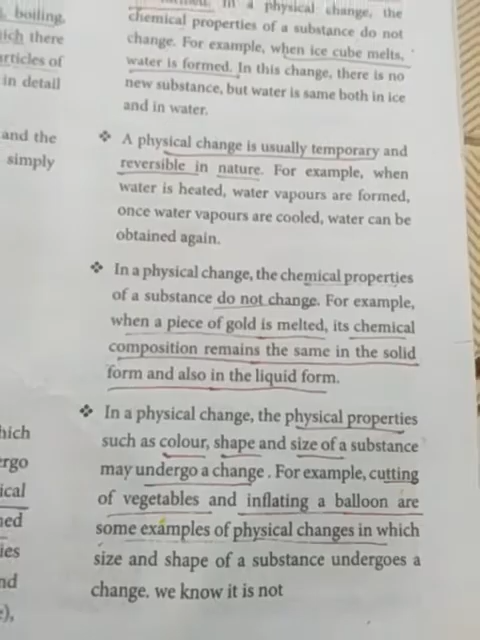 boiling,
ich there
articles of
in detail
and the
simply
hich
ergo
ical
ned
ies
nd
In a physical change, the
chemical properties of a substance do not
change. For example, when ice cube melts,
water is formed. In this change, there is no
new substance, but water is same both in ice
and in water.
❖ A physical change is usually temporary and
reversible in nature. For example, when
water is heated, water vapours are formed,
once water vapours are cooled, water can be
obtained again.
❖ In a physical change, the chemical properties
of a substance do not change. For example,
when a piece of gold is melted, its chemical
composition remains the same in the solid
form and also in the liquid form.
❖ In a physical change, the physical properties
such as colour, shape and size of a substance
may undergo a change . For example, cutting
of vegetables and inflating a balloon are
some examples of physical changes in which
size and shape of a substance undergoes a
change. we know it is not